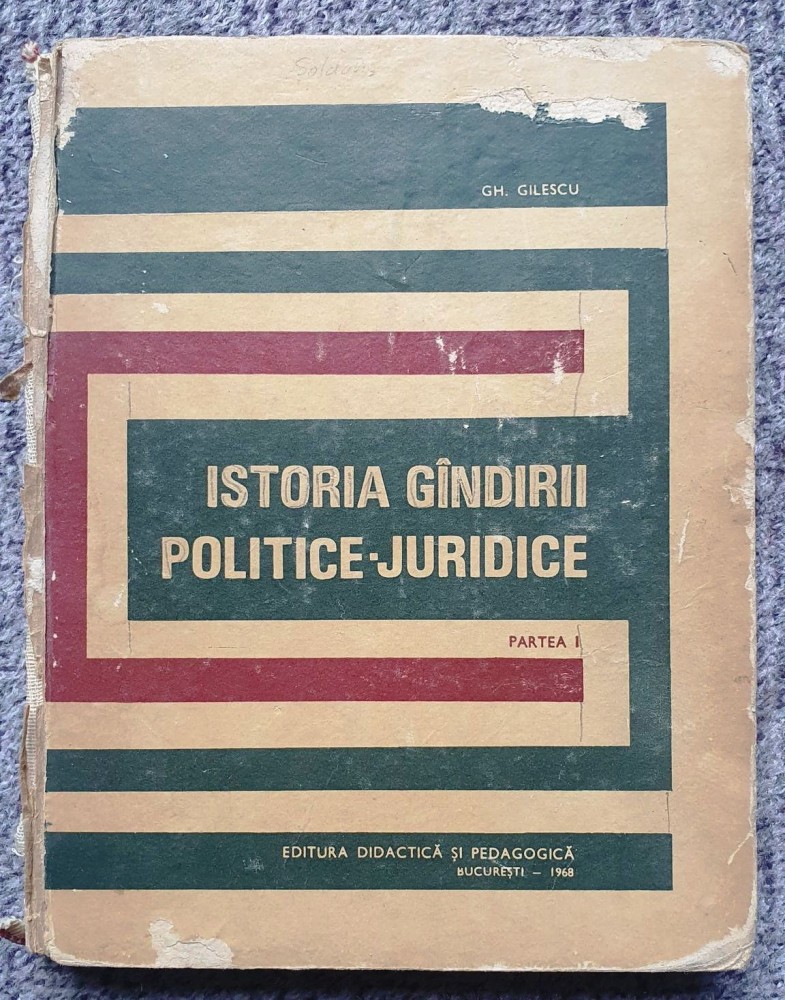 GH. GILESCU
ISTORIA GÎNDIRII
POLITICE-JURIDICE
PARTEA I
EDITURA DIDACTICĂ ȘI PEDAGOGICĂ
BUCUREȘTI – 1968